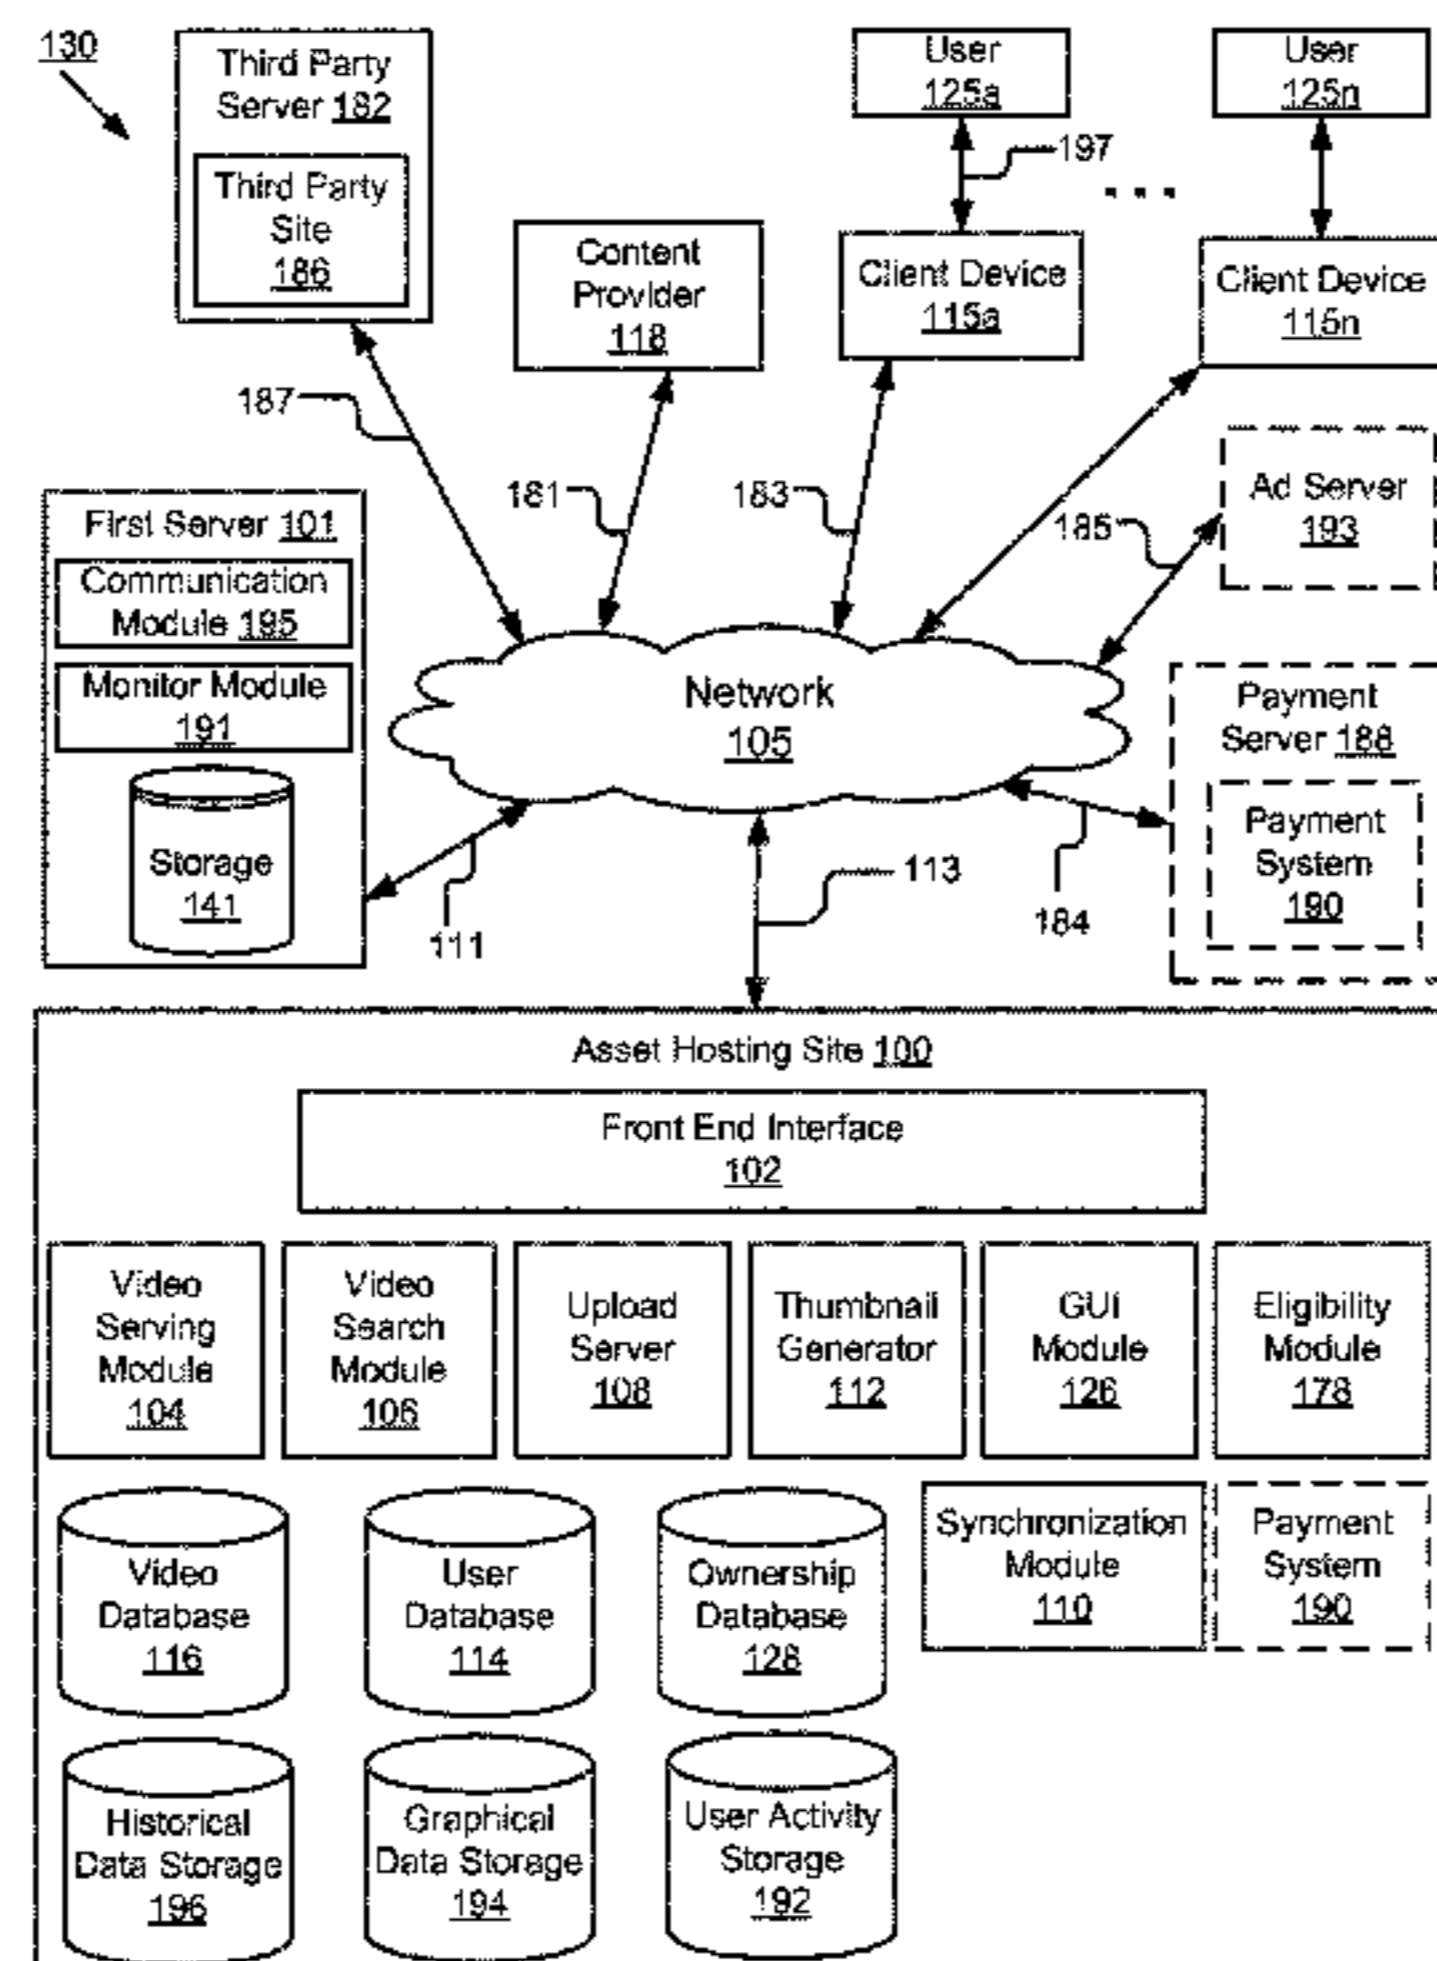 130
Third Party
Server 182
Third Party
Site
186
User
125a
User
125n
197
...
Content
Provider
118
Client Device
115a
Client Device
115n
187
181
183
185
Ad Server
193
First Server 101
Communication
Module 195
Monitor Module
191
Storage
141
Network
105
Payment
Server 188
Payment
System
190
111
113
184
Asset Hosting Site 100
Front End Interface
102
Video
Serving
Module
104
Video
Search
Module
106
Upload
Server
108
Thumbnail
Generator
112
GUI
Module
126
Eligibility
Module
178
Video
Database
116
User
Database
114
Ownership
Database
128
Synchronization
Module
110
Payment
System
190
Historical
Data Storage
196
Graphical
Data Storage
194
User Activity
Storage
192